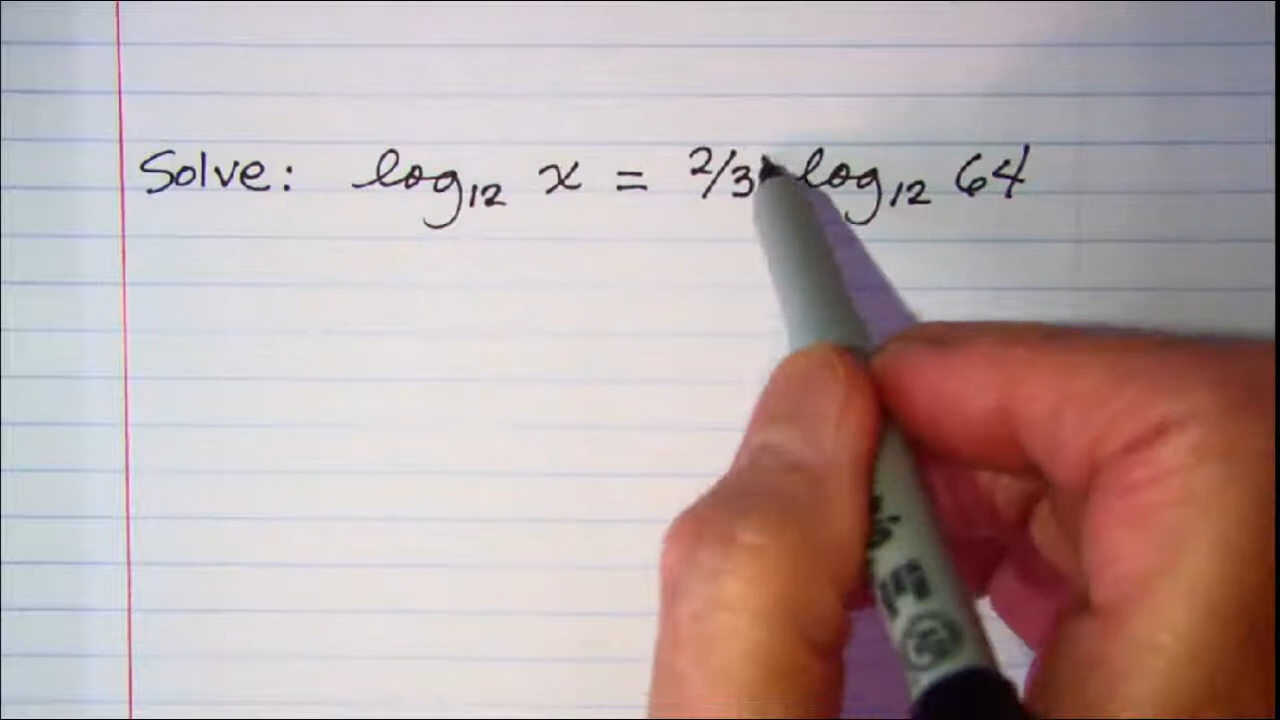 Solve: log₁₂ x = 2/3 log₁₂ 64